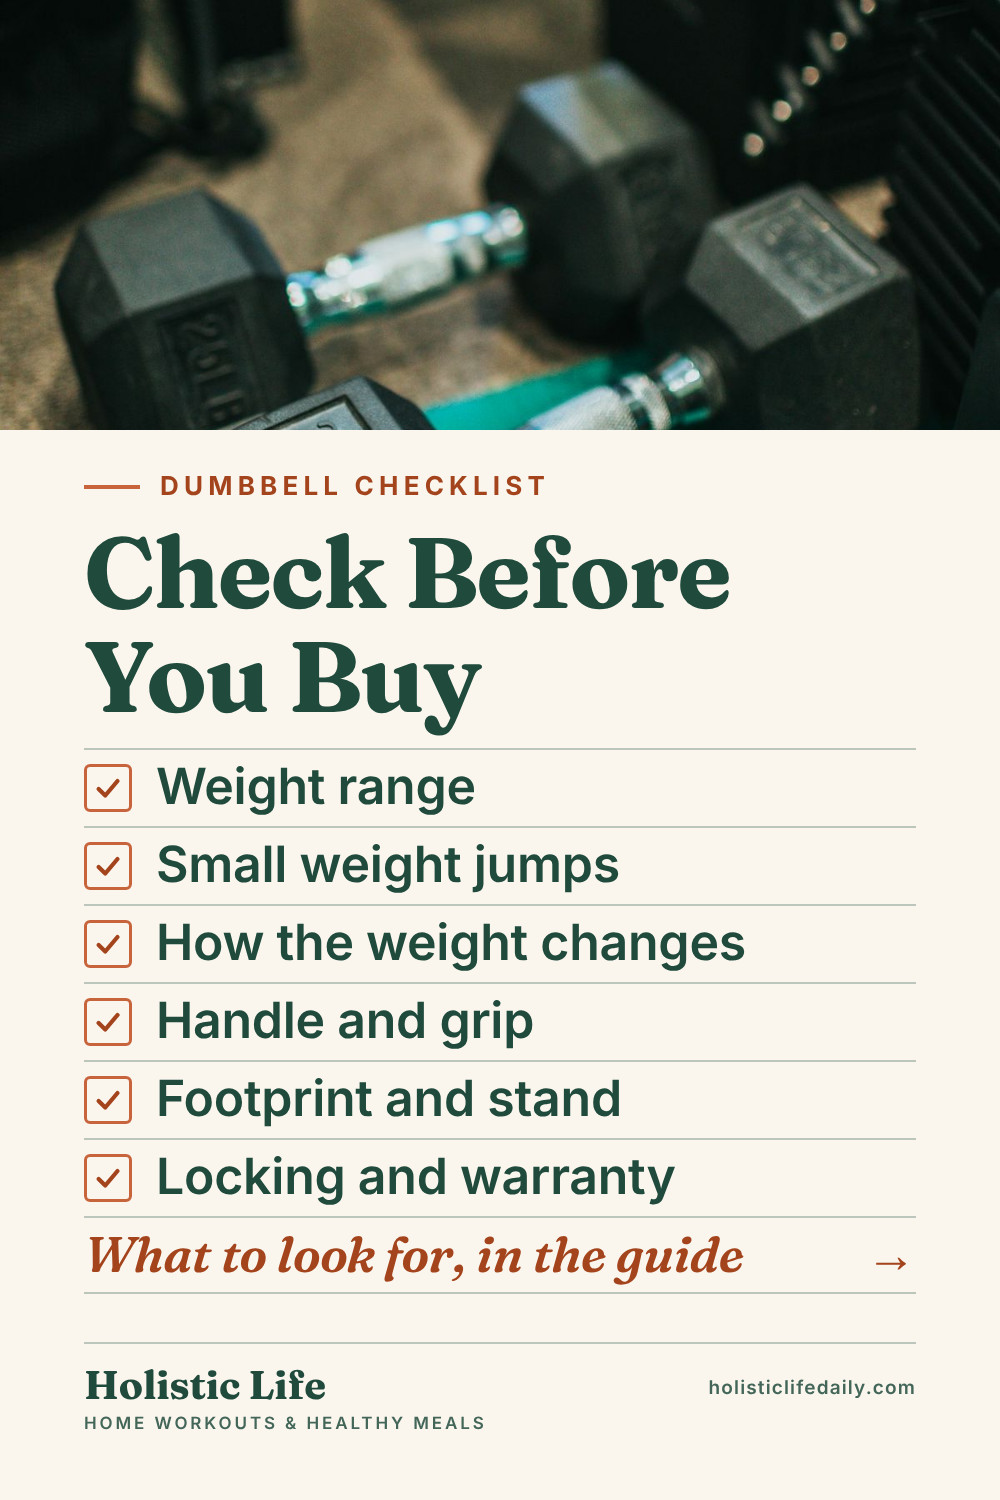 DUMBBELL CHECKLIST
Check Before
You Buy
Weight range
Small weight jumps
How the weight changes
Handle and grip
Footprint and stand
Locking and warranty
What to look for, in the guide →
Holistic Life
holisticlifedaily.com
HOME WORKOUTS & HEALTHY MEALS